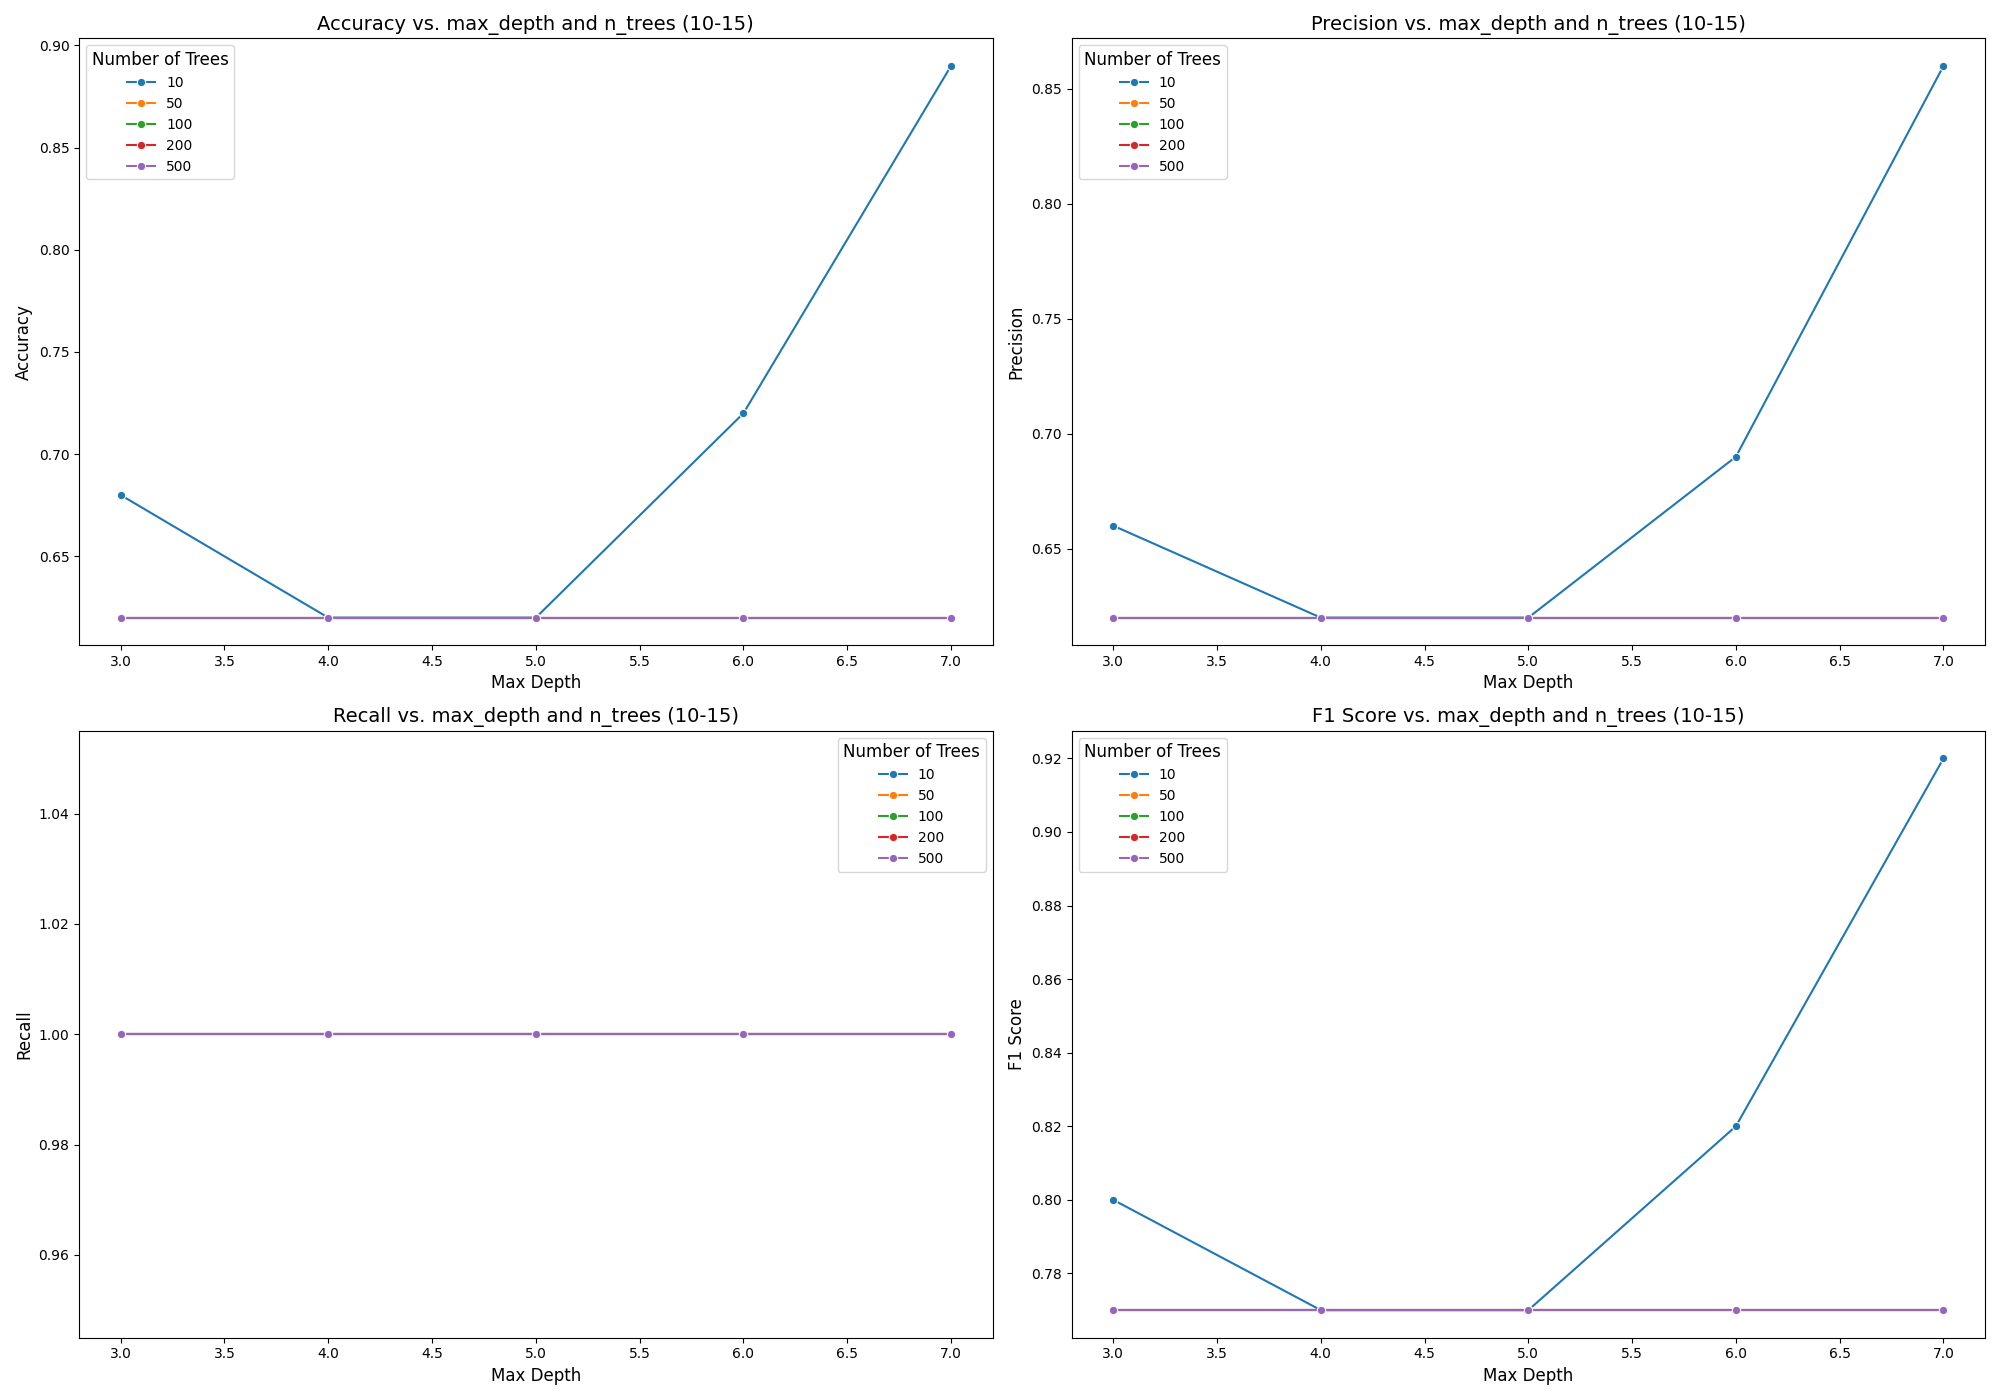 Accuracy vs. max_depth and n_trees (10-15)
Number of Trees
10
50
100
200
500
0.90
0.85
0.80
0.75
0.70
0.65
Accuracy
3.0 3.5 4.0 4.5 5.0 5.5 6.0 6.5 7.0
Max Depth
Precision vs. max_depth and n_trees (10-15)
Number of Trees
10
50
100
200
500
0.85
0.80
0.75
0.70
0.65
Precision
3.0 3.5 4.0 4.5 5.0 5.5 6.0 6.5 7.0
Max Depth
Recall vs. max_depth and n_trees (10-15)
Number of Trees
10
50
100
200
500
1.04
1.02
1.00
0.98
0.96
Recall
3.0 3.5 4.0 4.5 5.0 5.5 6.0 6.5 7.0
Max Depth
F1 Score vs. max_depth and n_trees (10-15)
Number of Trees
10
50
100
200
500
0.92
0.90
0.88
0.86
0.84
0.82
0.80
0.78
F1 Score
3.0 3.5 4.0 4.5 5.0 5.5 6.0 6.5 7.0
Max Depth